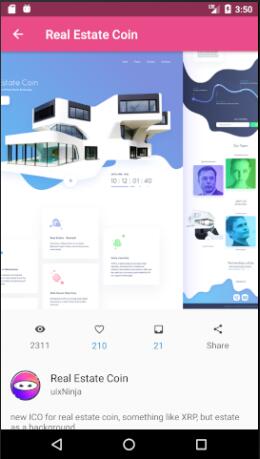 3:50
Real Estate Coin
state Coin
10 : 12 : 01 : 40
Our Team
2311
210
21
Share
Real Estate Coin
uixNinja
new ICO for real estate coin, something like XRP, but estate
as a background